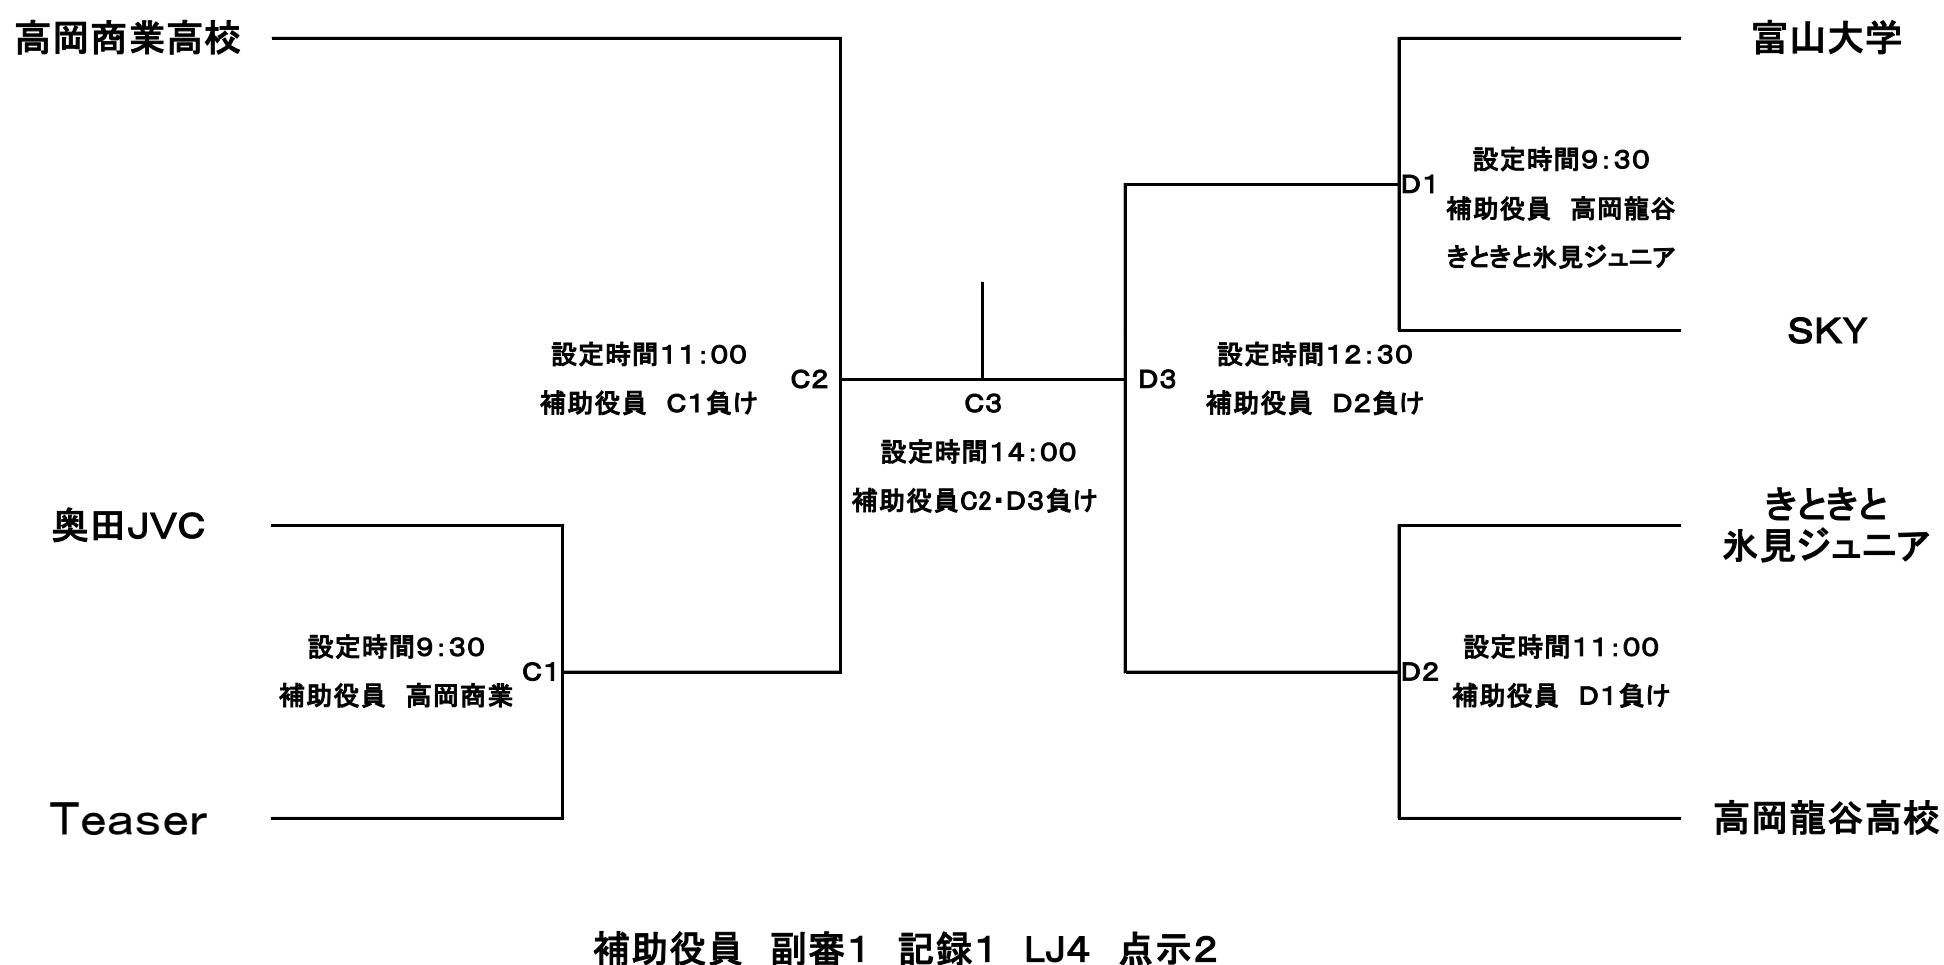 高岡商業高校
富山大学
設定時間9:30
D1
補助役員　高岡龍谷
きときと氷見ジュニア
SKY
設定時間11:00
補助役員　C1負け
C2
C3
設定時間14:00
補助役員C2・D3負け
設定時間12:30
D3
補助役員　D2負け
奥田JVC
きときと
氷見ジュニア
設定時間9:30
C1
補助役員　高岡商業
設定時間11:00
D2
補助役員　D1負け
Teaser
高岡龍谷高校
補助役員　副審1　記録1　LJ4　点示2